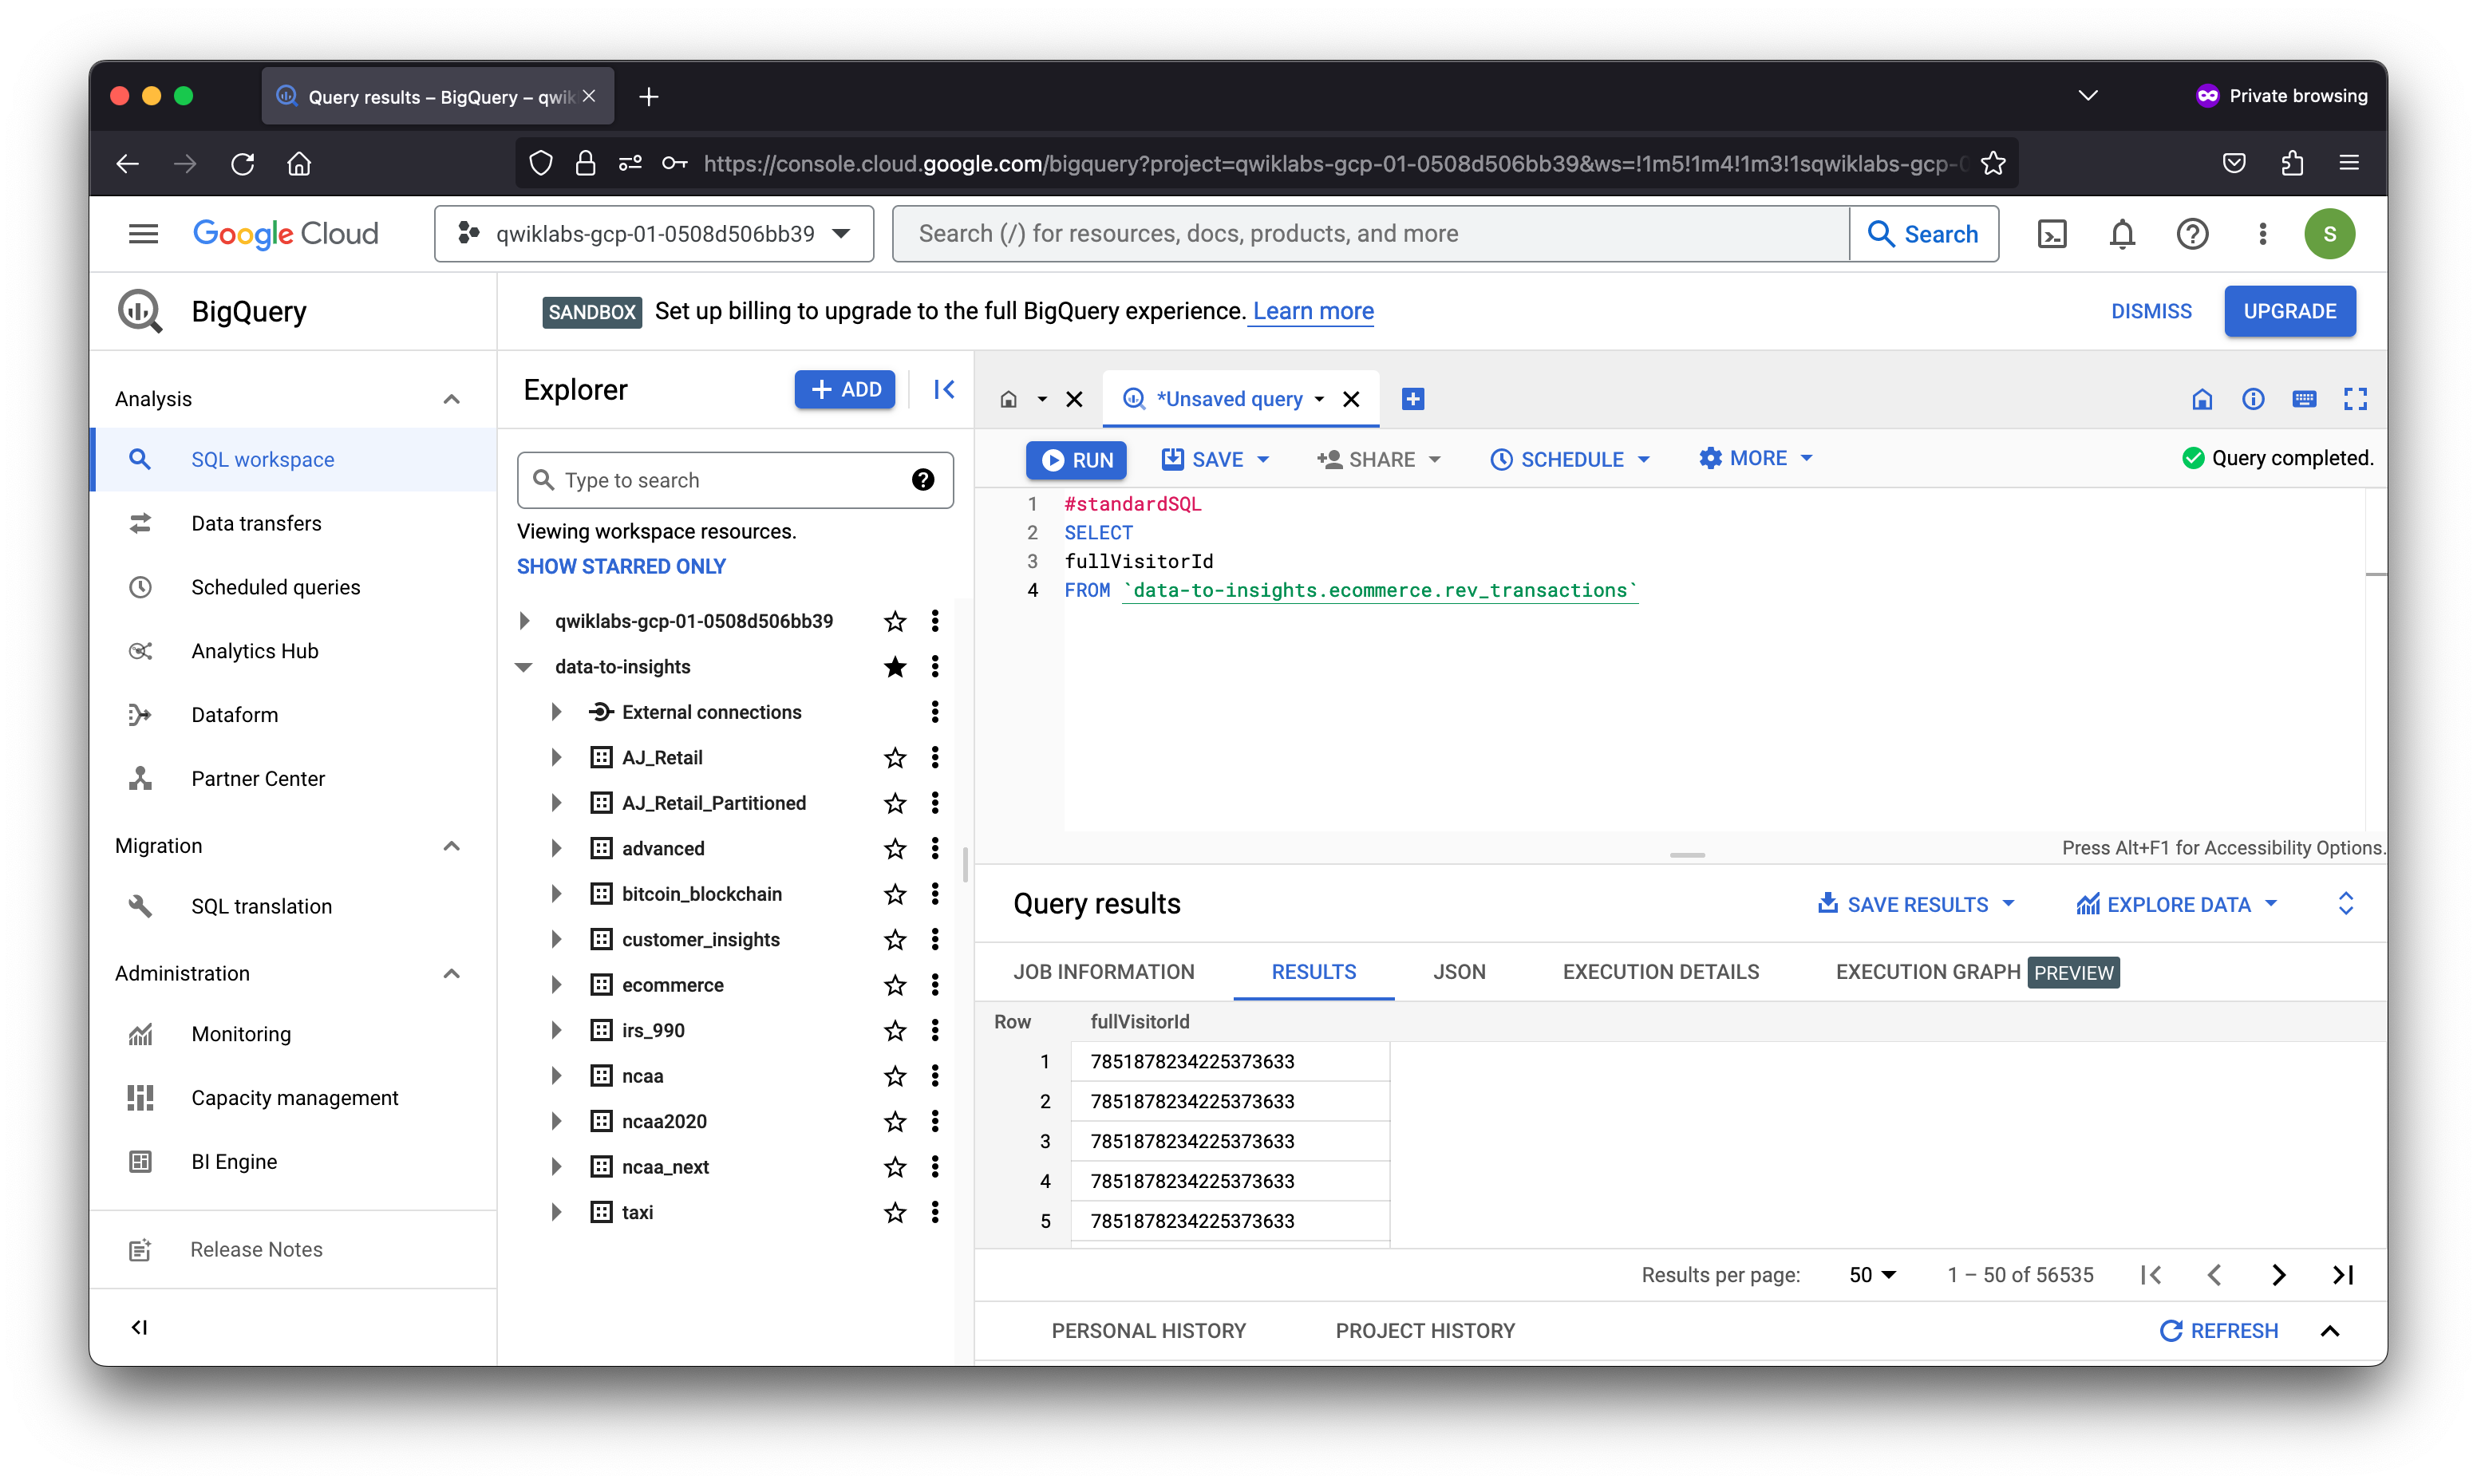 Query results – BigQuery – qwik
Private browsing
https://console.cloud.google.com/bigquery?project=qwiklabs-gcp-01-0508d506bb39&ws=!1m5!1m4!1m3!1sqwiklabs-gcp-0
Google Cloud
qwiklabs-gcp-01-0508d506bb39
Search (/) for resources, docs, products, and more
Search
S
BigQuery
SANDBOX Set up billing to upgrade to the full BigQuery experience. Learn more
DISMISS
UPGRADE
Analysis
SQL workspace
Data transfers
Scheduled queries
Analytics Hub
Dataform
Partner Center
Migration
SQL translation
Administration
Monitoring
Capacity management
BI Engine
Release Notes
Explorer
+ ADD
Type to search
Viewing workspace resources.
SHOW STARRED ONLY
qwiklabs-gcp-01-0508d506bb39
data-to-insights
External connections
AJ_Retail
AJ_Retail_Partitioned
advanced
bitcoin_blockchain
customer_insights
ecommerce
irs_990
ncaa
ncaa2020
ncaa_next
taxi
*Unsaved query
RUN
SAVE
SHARE
SCHEDULE
MORE
Query completed.
1 #standardSQL
2 SELECT
3 fullVisitorId
4 FROM `data-to-insights.ecommerce.rev_transactions`
Press Alt+F1 for Accessibility Options.
Query results
SAVE RESULTS
EXPLORE DATA
JOB INFORMATION
RESULTS
JSON
EXECUTION DETAILS
EXECUTION GRAPH PREVIEW
Row fullVisitorId
1 7851878234225373633
2 7851878234225373633
3 7851878234225373633
4 7851878234225373633
5 7851878234225373633
Results per page: 50 1 – 50 of 56535
PERSONAL HISTORY
PROJECT HISTORY
REFRESH